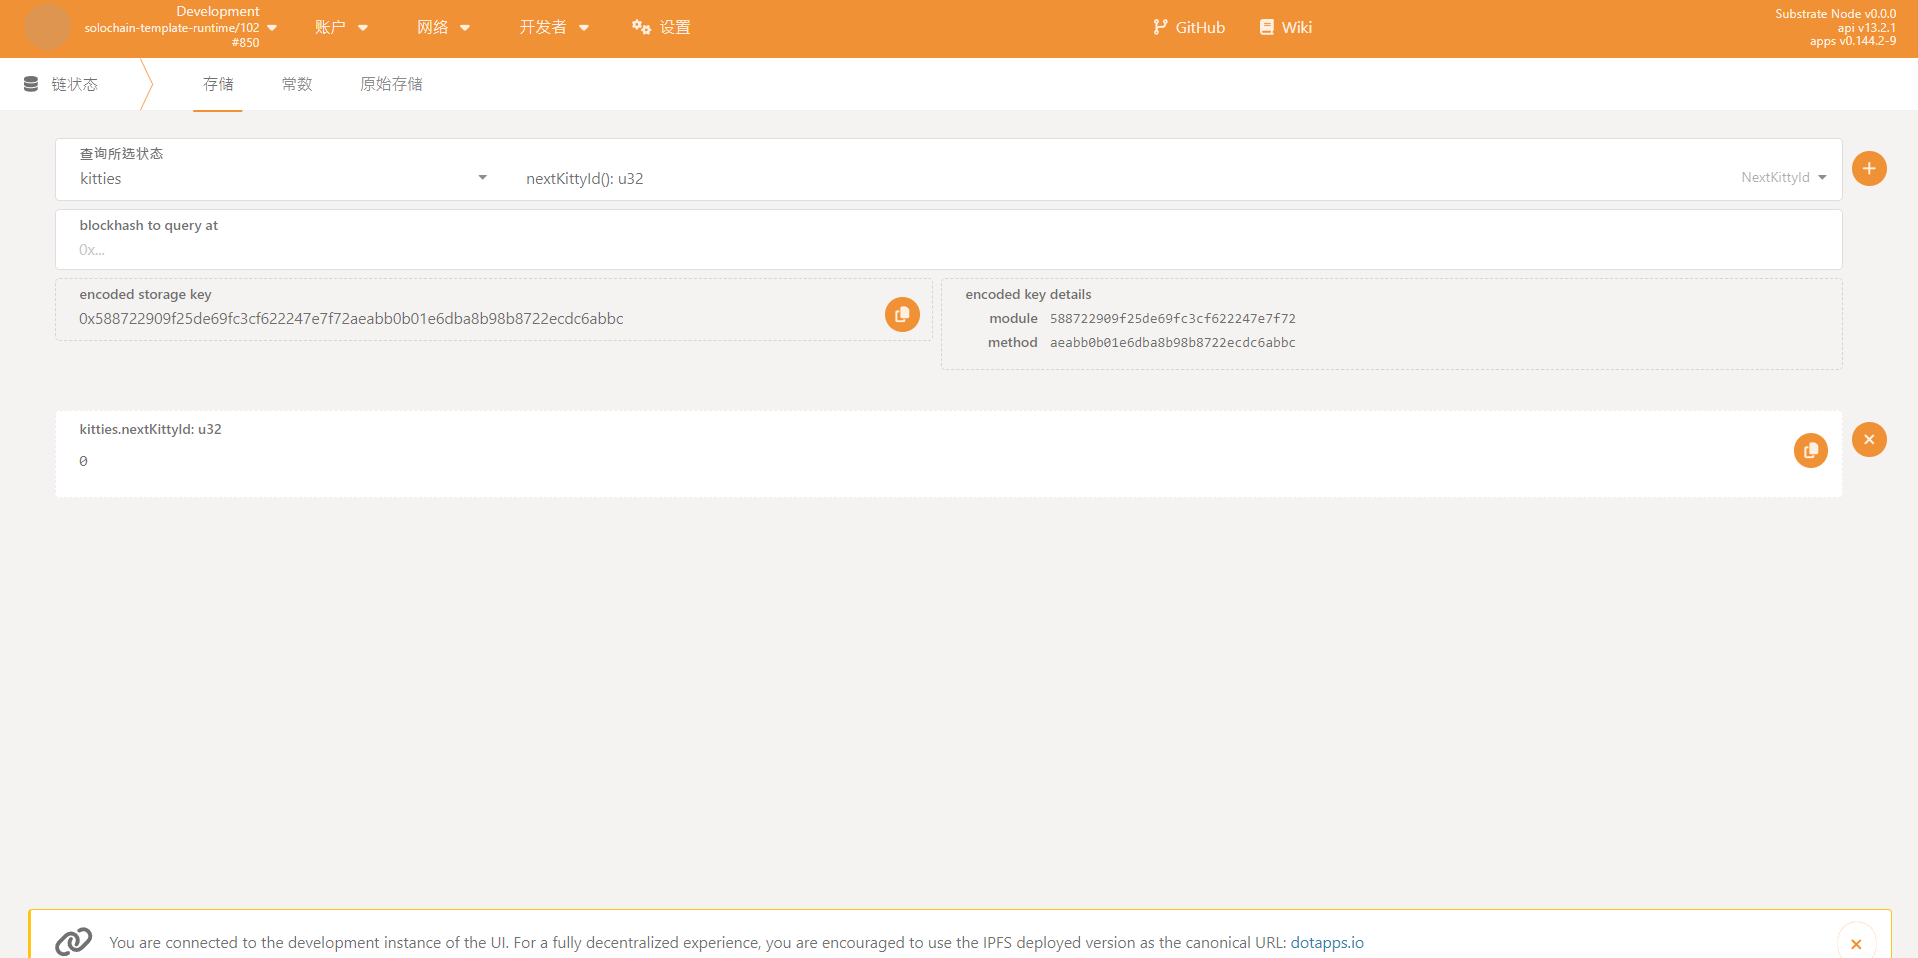 Development
solochain-template-runtime/102
#850
账户
网络
开发者
设置
GitHub
Wiki
Substrate Node v0.0.0
api v13.2.1
apps v0.144.2-9
链状态
存储
常数
原始存储
查询所选状态
kitties
nextKittyId(): u32
NextKittyId
blockhash to query at
0x...
encoded storage key
0x588722909f25de69fc3cf622247e7f72aeabb0b01e6dba8b98b8722ecdc6abbc
encoded key details
module 588722909f25de69fc3cf622247e7f72
method aeabb0b01e6dba8b98b8722ecdc6abbc
kitties.nextKittyId: u32
0
You are connected to the development instance of the UI. For a fully decentralized experience, you are encouraged to use the IPFS deployed version as the canonical URL: dotapps.io